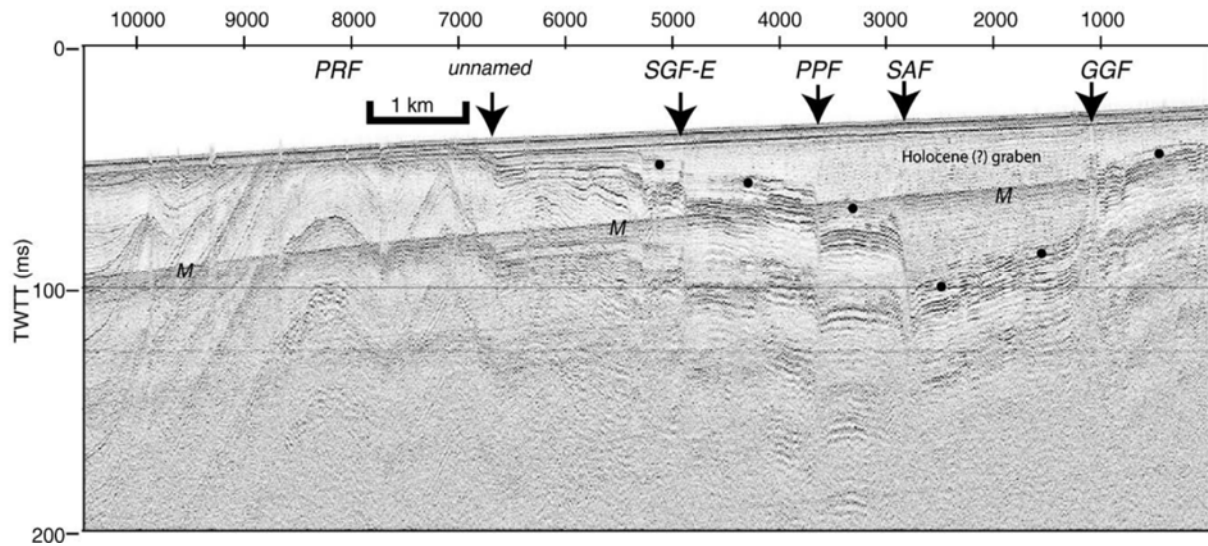 10000 9000 8000 7000 6000 5000 4000 3000 2000 1000
0
PRF unnamed SGF-E PPF SAF GGF
1 km
Holocene (?) graben
M
M
M
100
TWTT (ms)
200